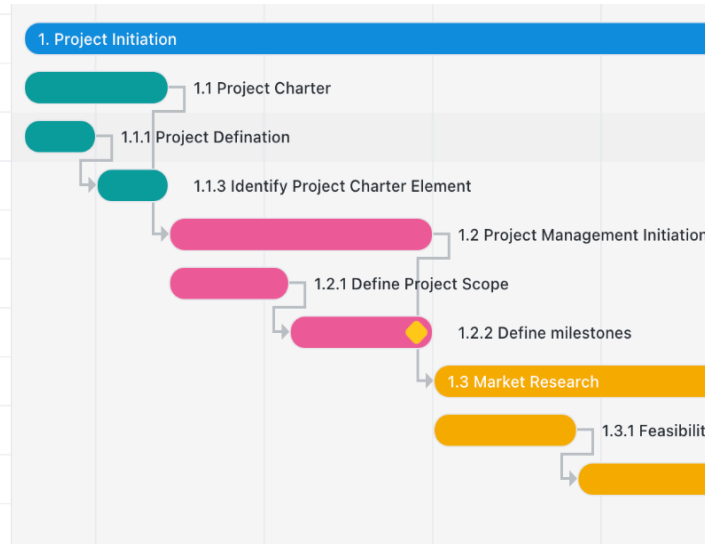 1. Project Initiation
1.1 Project Charter
1.1.1 Project Defination
1.1.3 Identify Project Charter Element
1.2 Project Management Initiation
1.2.1 Define Project Scope
1.2.2 Define milestones
1.3 Market Research
1.3.1 Feasibilit